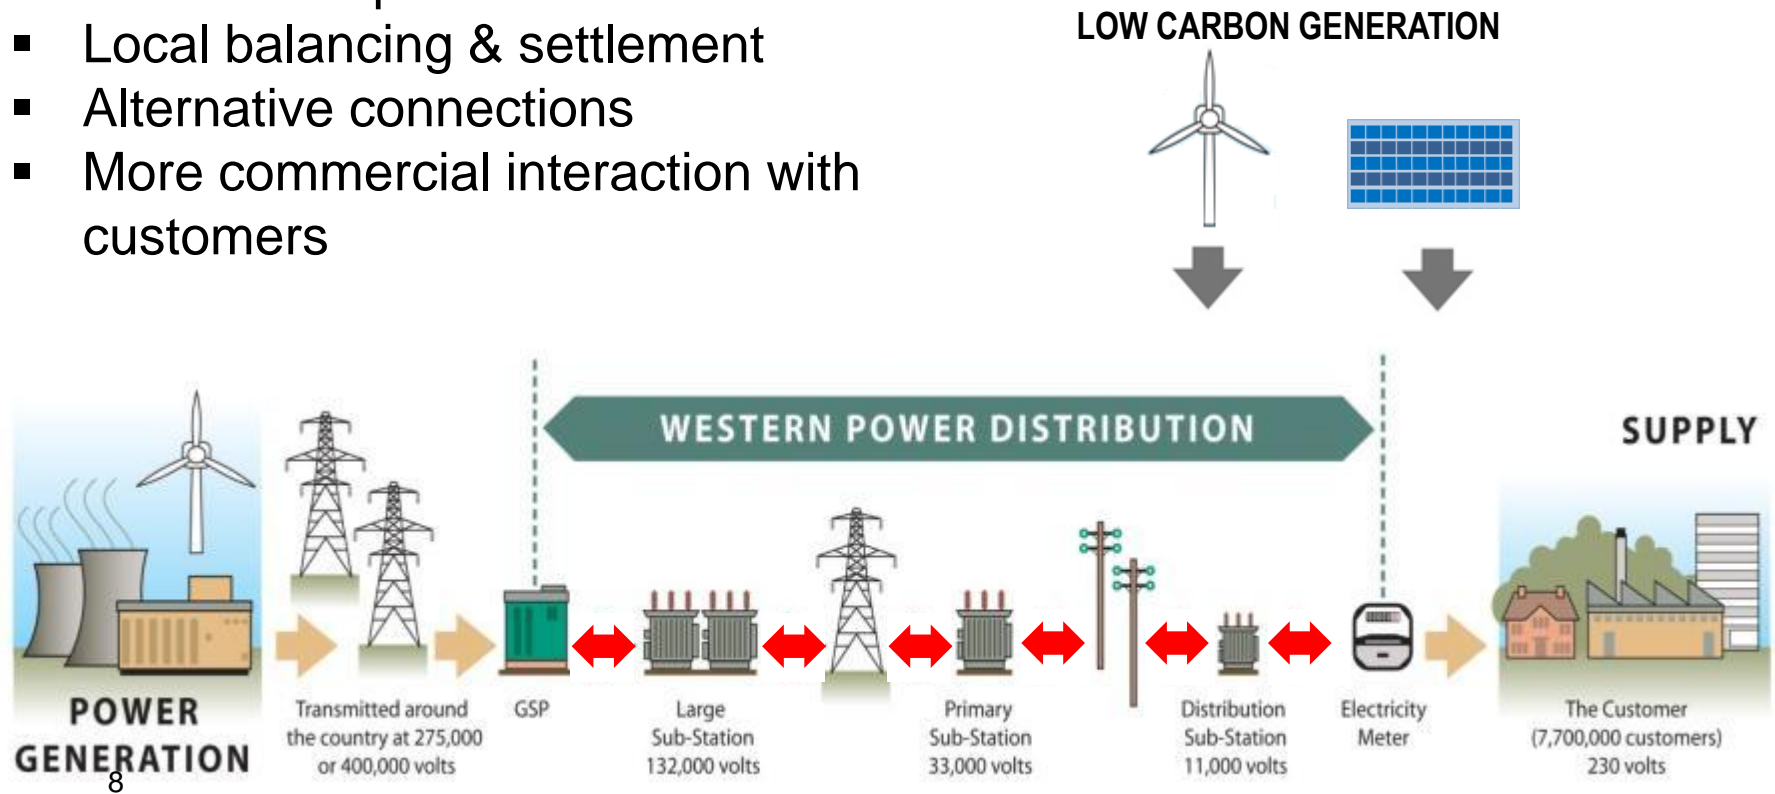 ▪ Local balancing & settlement
▪ Alternative connections
▪ More commercial interaction with
customers
LOW CARBON GENERATION
WESTERN POWER DISTRIBUTION
SUPPLY
POWER
GENERATION
Transmitted around
the country at 275,000
or 400,000 volts
GSP
Large
Sub-Station
132,000 volts
Primary
Sub-Station
33,000 volts
Distribution
Sub-Station
11,000 volts
Electricity
Meter
The Customer
(7,700,000 customers)
230 volts
8